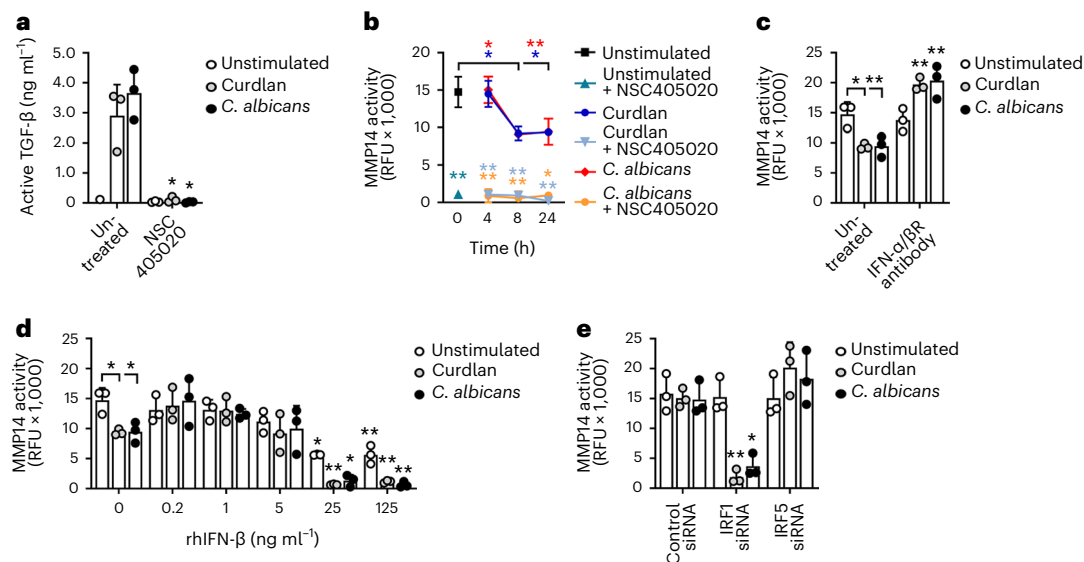 a
Active TGF-β (ng ml⁻¹)
5.0
4.0
3.0
2.0
1.0
0
Un-
treated
NSC
405020
* *
Unstimulated
Curdlan
C. albicans
b
MMP14 activity
(RFU × 1,000)
20
15
10
5
0
* **
* *
** ** ** *
** ** **
0 4 8 24
Time (h)
Unstimulated
Unstimulated
+ NSC405020
Curdlan
Curdlan
+ NSC405020
C. albicans
C. albicans
+ NSC405020
c
MMP14 activity
(RFU × 1,000)
25
20
15
10
5
0
* ** ** **
Un-
treated
IFN-α/βR
antibody
Unstimulated
Curdlan
C. albicans
d
MMP14 activity
(RFU × 1,000)
25
20
15
10
5
0
* *
* ** * ** ** **
0 0.2 1 5 25 125
rhIFN-β (ng ml⁻¹)
Unstimulated
Curdlan
C. albicans
e
MMP14 activity
(RFU × 1,000)
25
20
15
10
5
0
** *
Control
siRNA
IRF1
siRNA
IRF5
siRNA
Unstimulated
Curdlan
C. albicans